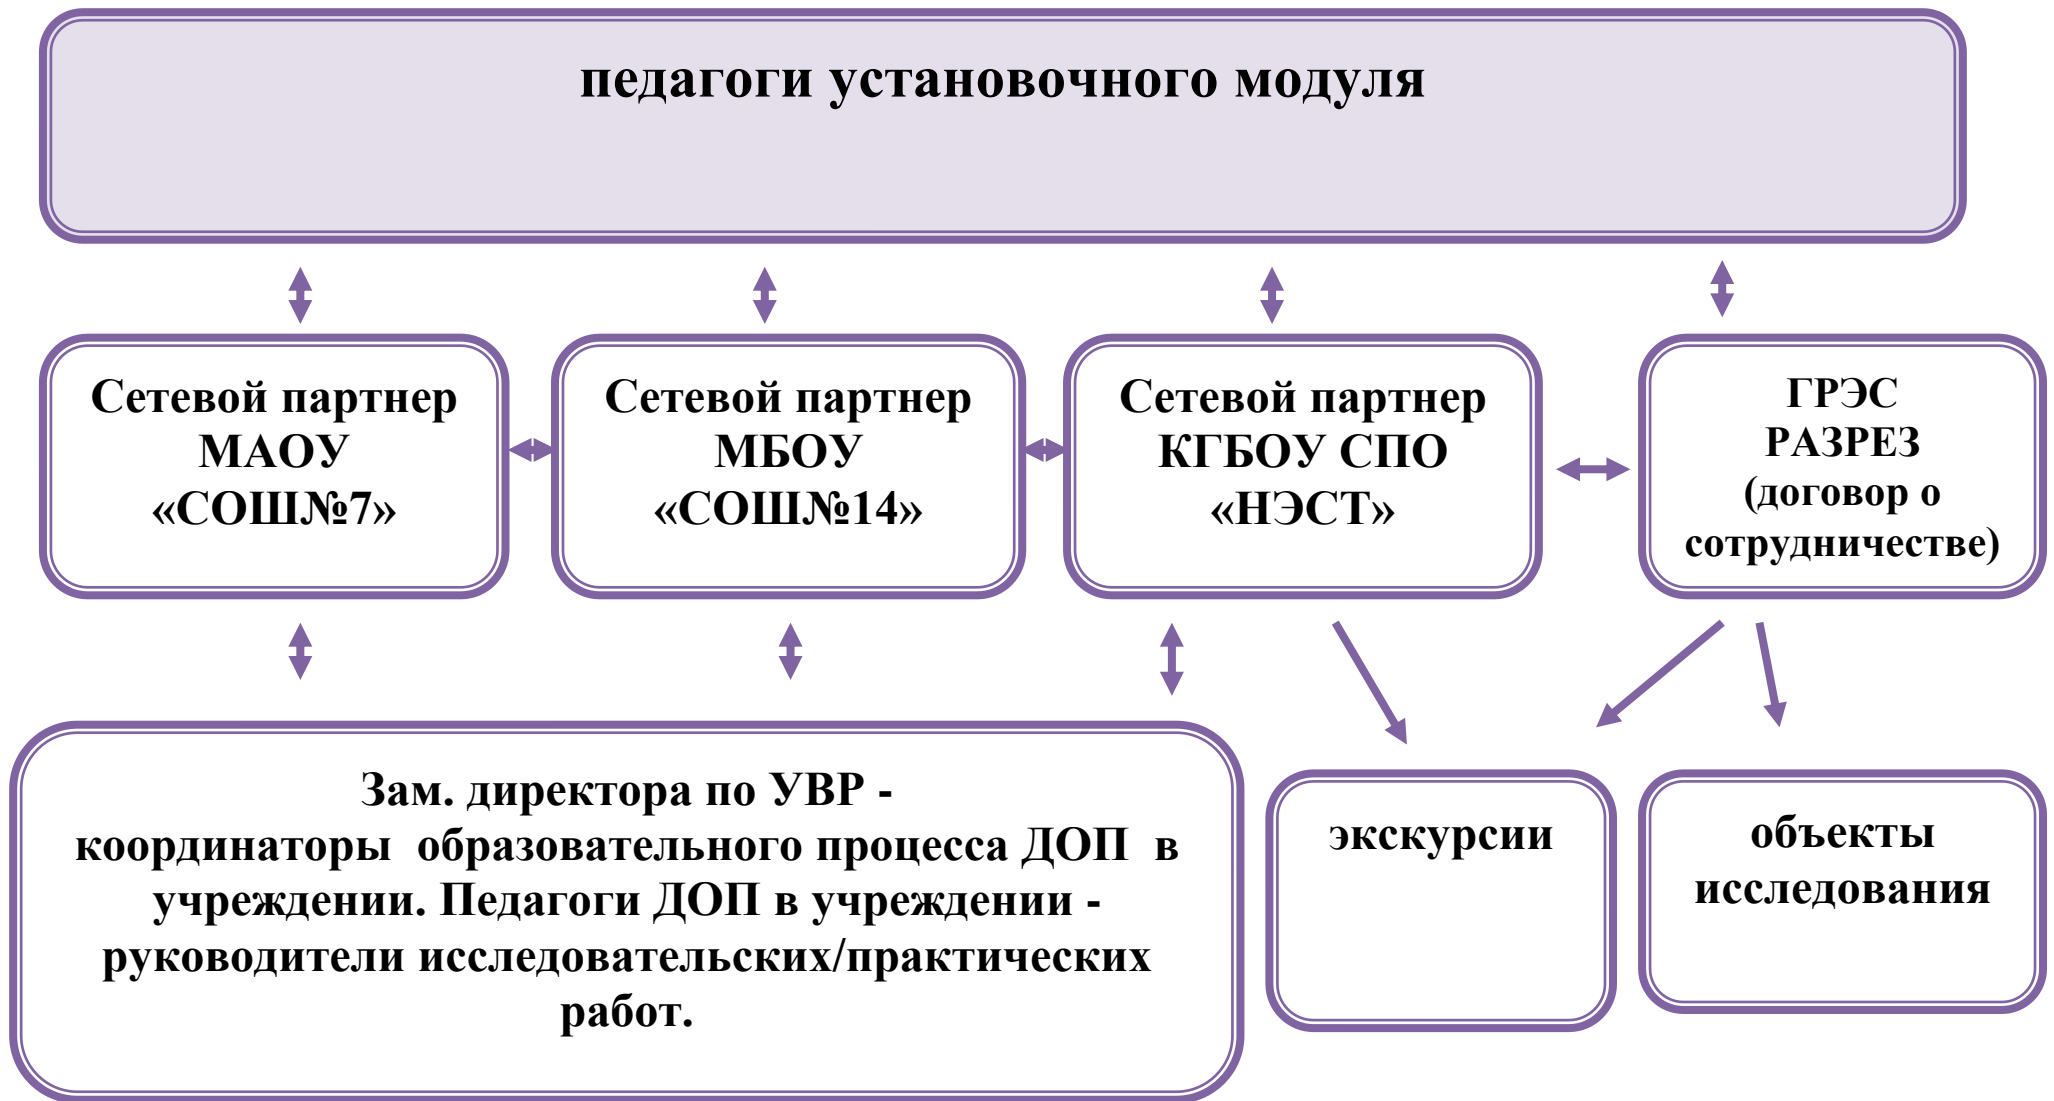 педагоги установочного модуля
Сетевой партнер
МАОУ
«СОШ№7»
Сетевой партнер
МБОУ
«СОШ№14»
Сетевой партнер
КГБОУ СПО
«НЭСТ»
ГРЭС
РАЗРЕЗ
(договор о
сотрудничестве)
Зам. директора по УВР -
координаторы  образовательного процесса ДОП  в
учреждении. Педагоги ДОП в учреждении -
руководители исследовательских/практических
работ.
экскурсии
объекты
исследования